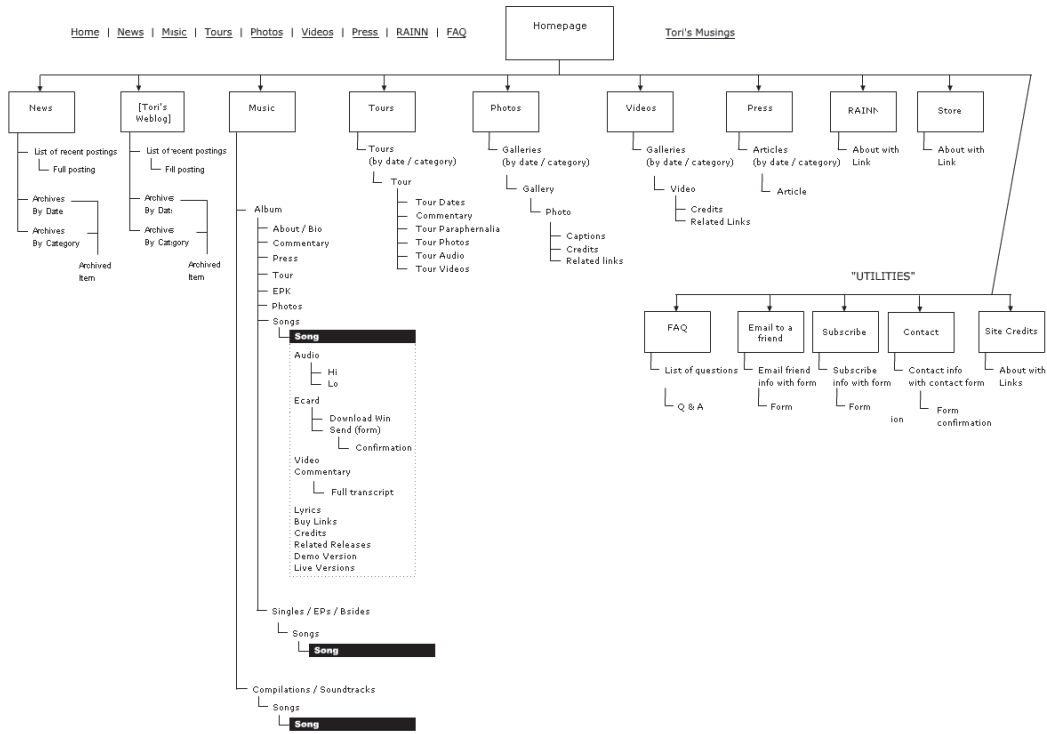 Homepage
Home | News | Music | Tours | Photos | Videos | Press | RAINN | FAQ
Tori's Musings
News
List of recent postings
Full posting
Archives
By Date
Archives
By Category
Archived
Item
[Tori's
Weblog]
List of recent postings
Full posting
Archives
By Date
Archives
By Category
Archived
Item
Music
Album
About / Bio
Commentary
Press
Tour
EPK
Photos
Songs
Song
Audio
Hi
Lo
Ecard
Download Win
Send (form)
Confirmation
Video
Commentary
Full transcript
Lyrics
Buy Links
Credits
Related Releases
Demo Version
Live Versions
Singles / EPs / Bsides
Songs
Song
Compilations / Soundtracks
Songs
Song
Tours
Tours
(by date / category)
Tour
Tour Dates
Commentary
Tour Paraphernalia
Tour Photos
Tour Audio
Tour Videos
Photos
Galleries
(by date / category)
Gallery
Photo
Captions
Credits
Related links
Videos
Galleries
(by date / category)
Video
Credits
Related Links
Press
Articles
(by date / category)
Article
RAINN
About with
Link
Store
About with
Link
"UTILITIES"
FAQ
List of questions
Q & A
Email to a
friend
Email friend
info with form
Form
Subscribe
Subscribe
info with form
Form
ion
Contact
Contact info
with contact form
Form
confirmation
Site Credits
About with
Links